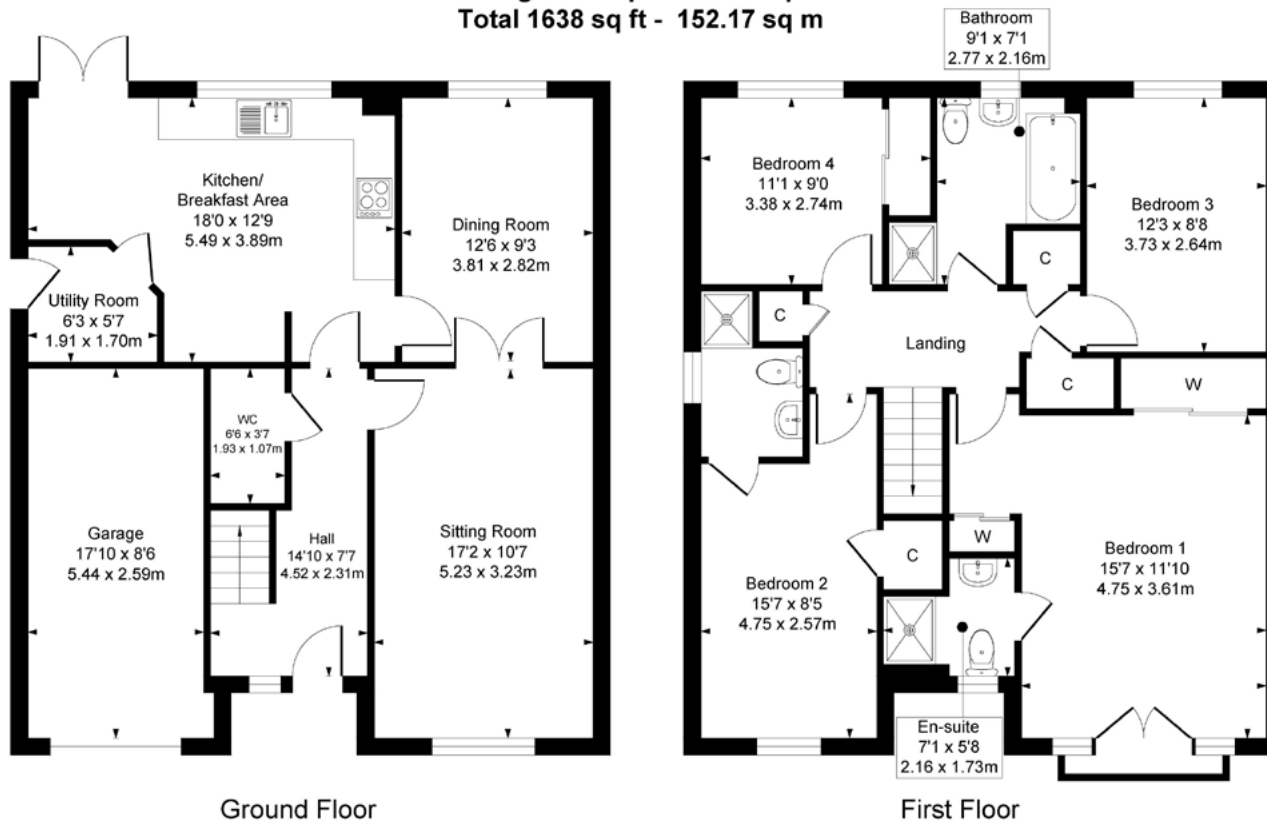 Total 1638 sq ft - 152.17 sq m
Kitchen/
Breakfast Area
18'0 x 12'9
5.49 x 3.89m
Dining Room
12'6 x 9'3
3.81 x 2.82m
Utility Room
6'3 x 5'7
1.91 x 1.70m
WC
6'6 x 3'7
1.93 x 1.07m
Garage
17'10 x 8'6
5.44 x 2.59m
Hall
14'10 x 7'7
4.52 x 2.31m
Sitting Room
17'2 x 10'7
5.23 x 3.23m
Ground Floor
Bathroom
9'1 x 7'1
2.77 x 2.16m
Bedroom 4
11'1 x 9'0
3.38 x 2.74m
Bedroom 3
12'3 x 8'8
3.73 x 2.64m
C
C
Landing
C
W
W
C
Bedroom 1
15'7 x 11'10
4.75 x 3.61m
Bedroom 2
15'7 x 8'5
4.75 x 2.57m
En-suite
7'1 x 5'8
2.16 x 1.73m
First Floor